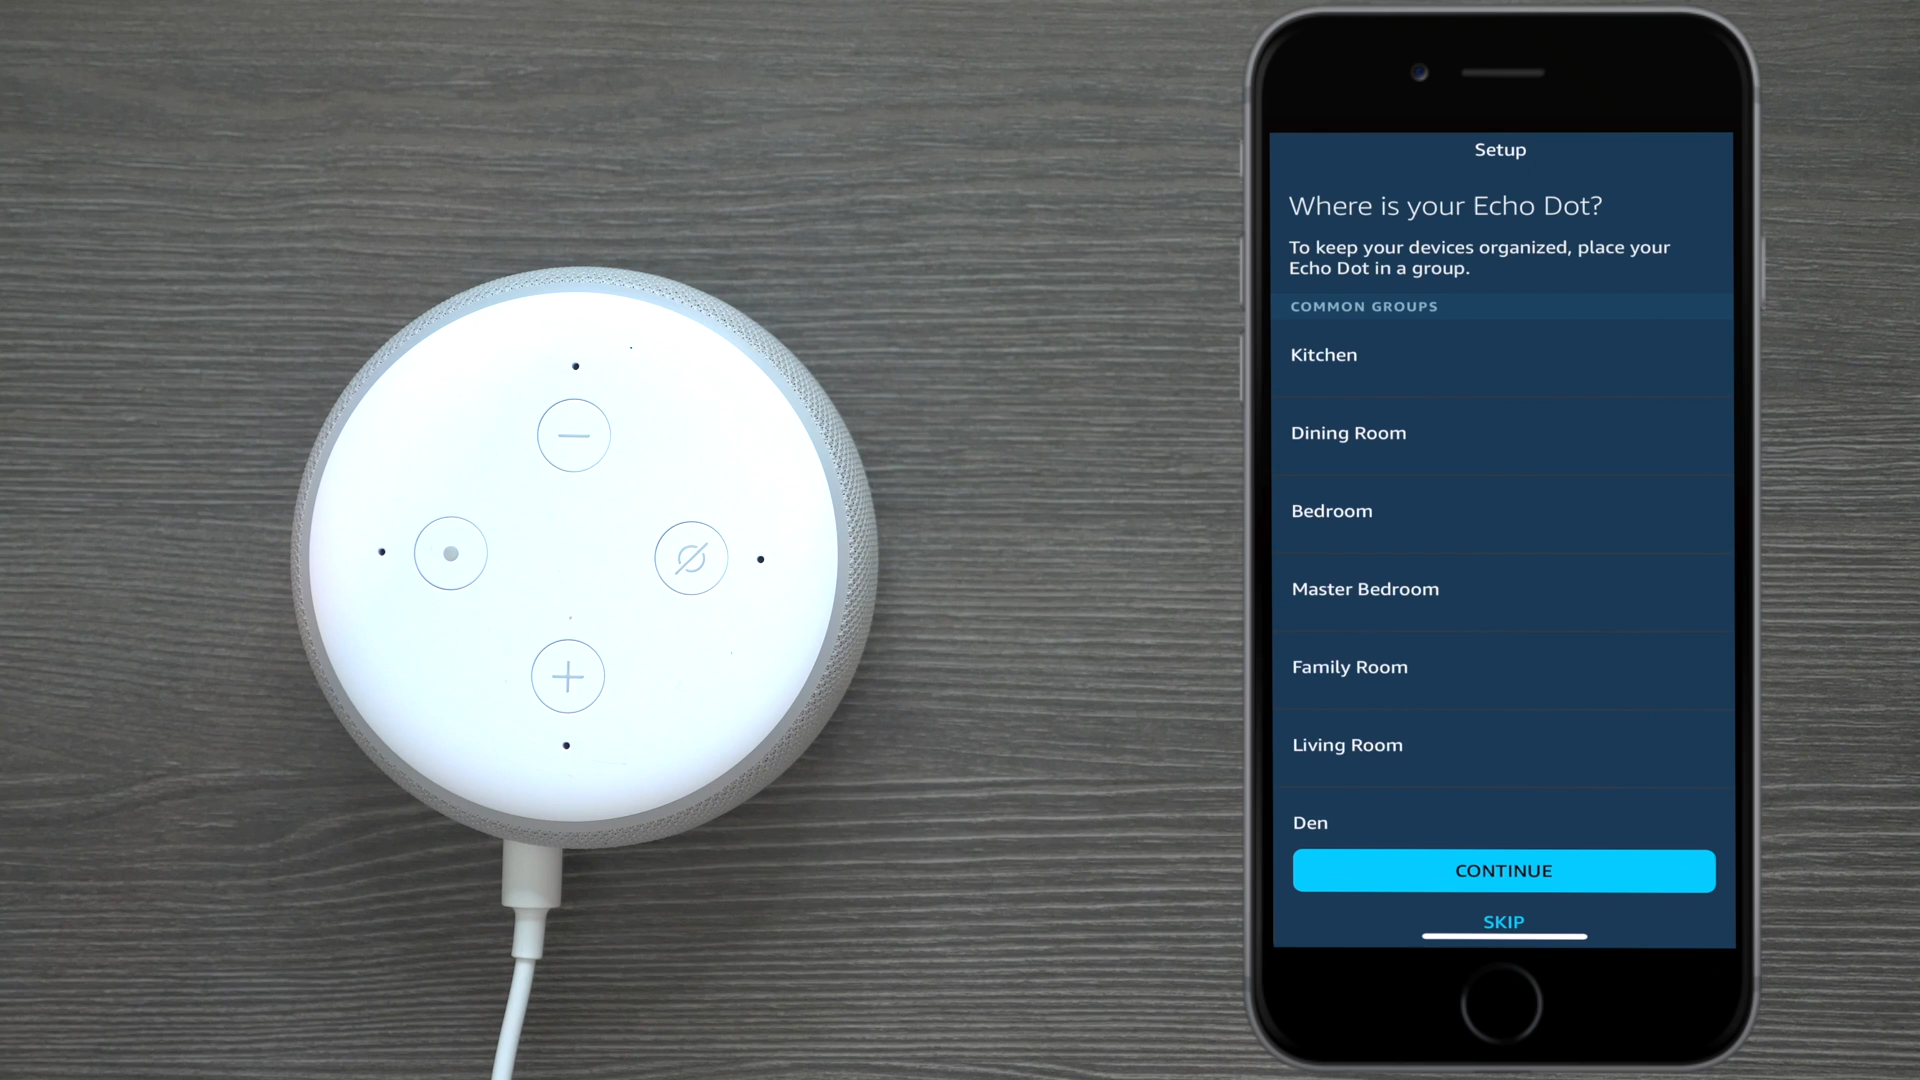 Setup
Where is your Echo Dot?
To keep your devices organized, place your
Echo Dot in a group.
COMMON GROUPS
Kitchen
Dining Room
Bedroom
Master Bedroom
Family Room
Living Room
Den
CONTINUE
SKIP